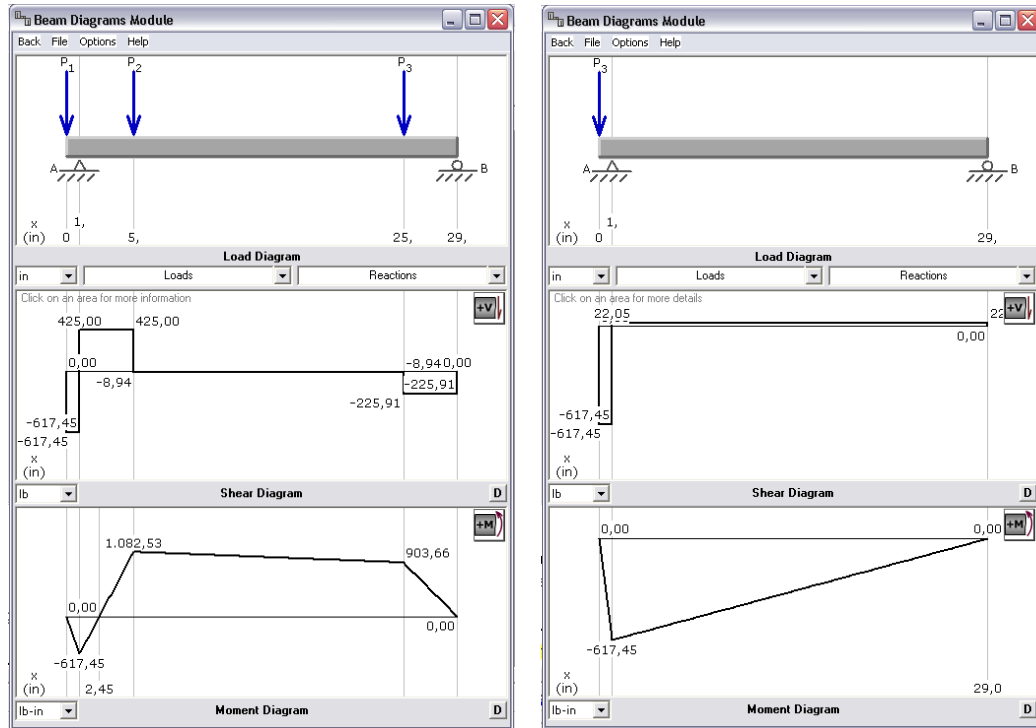 Beam Diagrams Module
Back File Options Help
P1 P2 P3
A B
1,
x
(in) 0 5, 25, 29,
Load Diagram
in Loads Reactions
Click on an area for more information
+V
425,00 425,00
0,00 -8,94 0,00
-8,94 -225,91
-225,91
-617,45
-617,45
x
(in)
lb Shear Diagram D
+M
1.082,53
903,66
0,00
0,00
-617,45
x
(in) 2,45
lb-in Moment Diagram D
Beam Diagrams Module
Back File Options Help
P3
A B
1,
x
(in) 0 29,
Load Diagram
in Loads Reactions
Click on an area for more details
+V
22,05 22
0,00
-617,45
-617,45
x
(in)
lb Shear Diagram D
+M
0,00 0,00
-617,45
x
(in) 29,0
lb-in Moment Diagram D